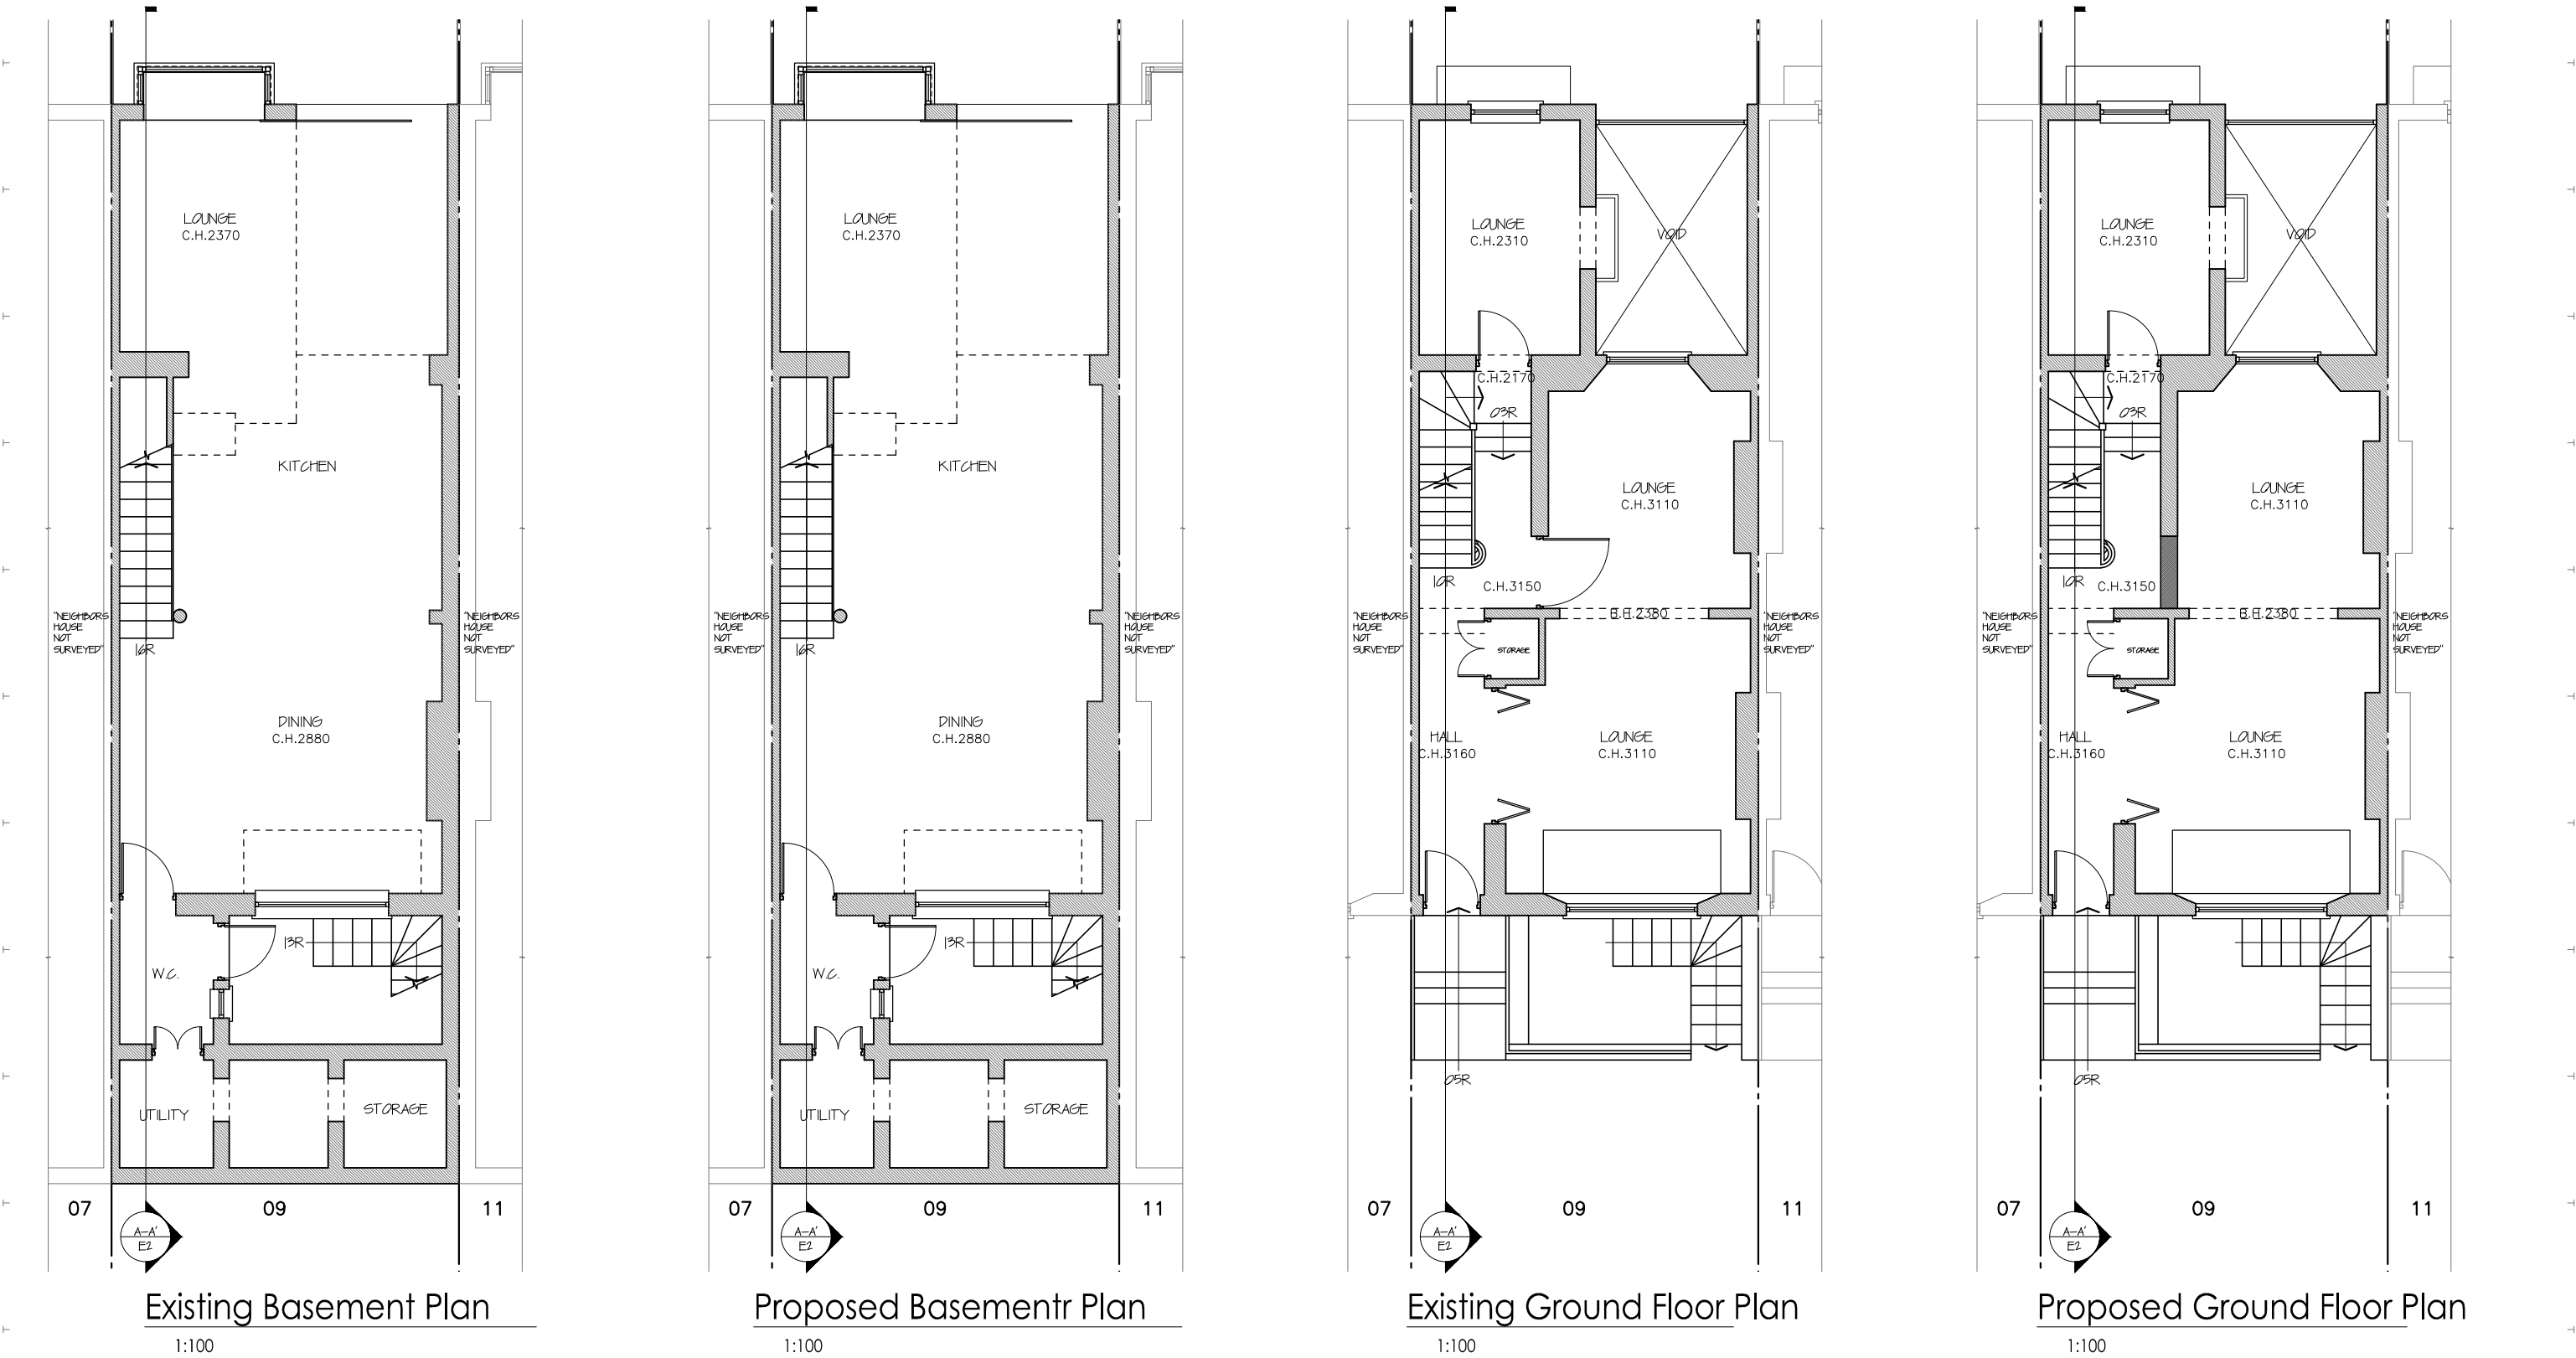 LOUNGE
C.H.2370
KITCHEN
"NEIGHBORS
HOUSE
NOT
SURVEYED"
"NEIGHBORS
HOUSE
NOT
SURVEYED"
16R
DINING
C.H.2880
13R
W.C.
UTILITY
STORAGE
07
09
11
A-A'
E2
Existing Basement Plan
1:100
LOUNGE
C.H.2370
KITCHEN
"NEIGHBORS
HOUSE
NOT
SURVEYED"
"NEIGHBORS
HOUSE
NOT
SURVEYED"
16R
DINING
C.H.2880
13R
W.C.
UTILITY
STORAGE
07
09
11
A-A'
E2
Proposed Basementr Plan
1:100
LOUNGE
C.H.2310
VOID
C.H.2170
03R
LOUNGE
C.H.3110
10R
C.H.3150
B.H.2380
"NEIGHBORS
HOUSE
NOT
SURVEYED"
"NEIGHBORS
HOUSE
NOT
SURVEYED"
STORAGE
HALL
C.H.3160
LOUNGE
C.H.3110
05R
07
09
11
A-A'
E2
Existing Ground Floor Plan
1:100
LOUNGE
C.H.2310
VOID
C.H.2170
03R
LOUNGE
C.H.3110
10R
C.H.3150
B.H.2380
"NEIGHBORS
HOUSE
NOT
SURVEYED"
"NEIGHBORS
HOUSE
NOT
SURVEYED"
STORAGE
HALL
C.H.3160
LOUNGE
C.H.3110
05R
07
09
11
A-A'
E2
Proposed Ground Floor Plan
1:100